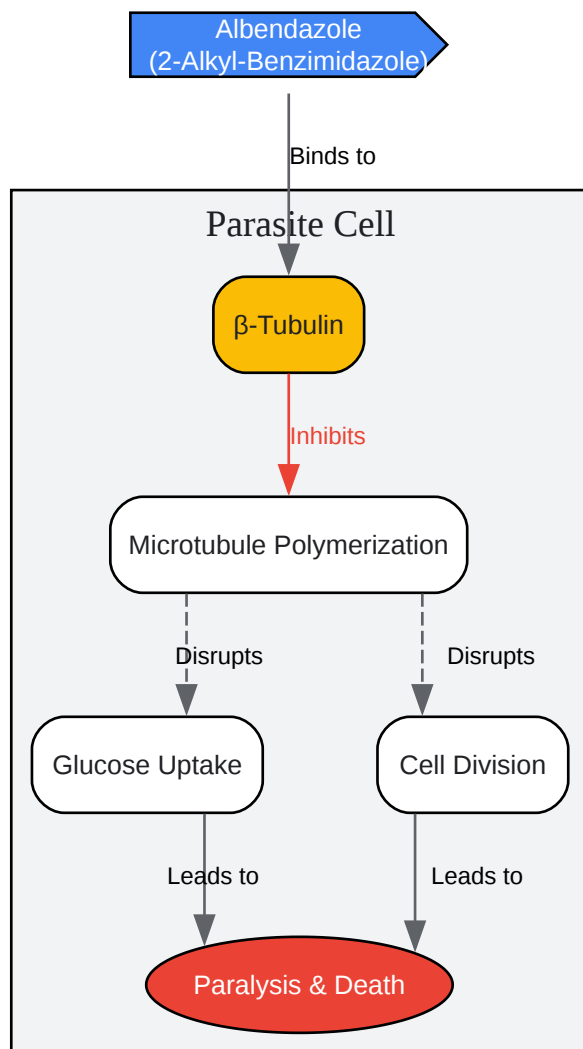 Albendazole
(2-Alkyl-Benzimidazole)
Binds to
Parasite Cell
β-Tubulin
Inhibits
Microtubule Polymerization
Disrupts
Disrupts
Glucose Uptake
Cell Division
Leads to
Leads to
Paralysis & Death